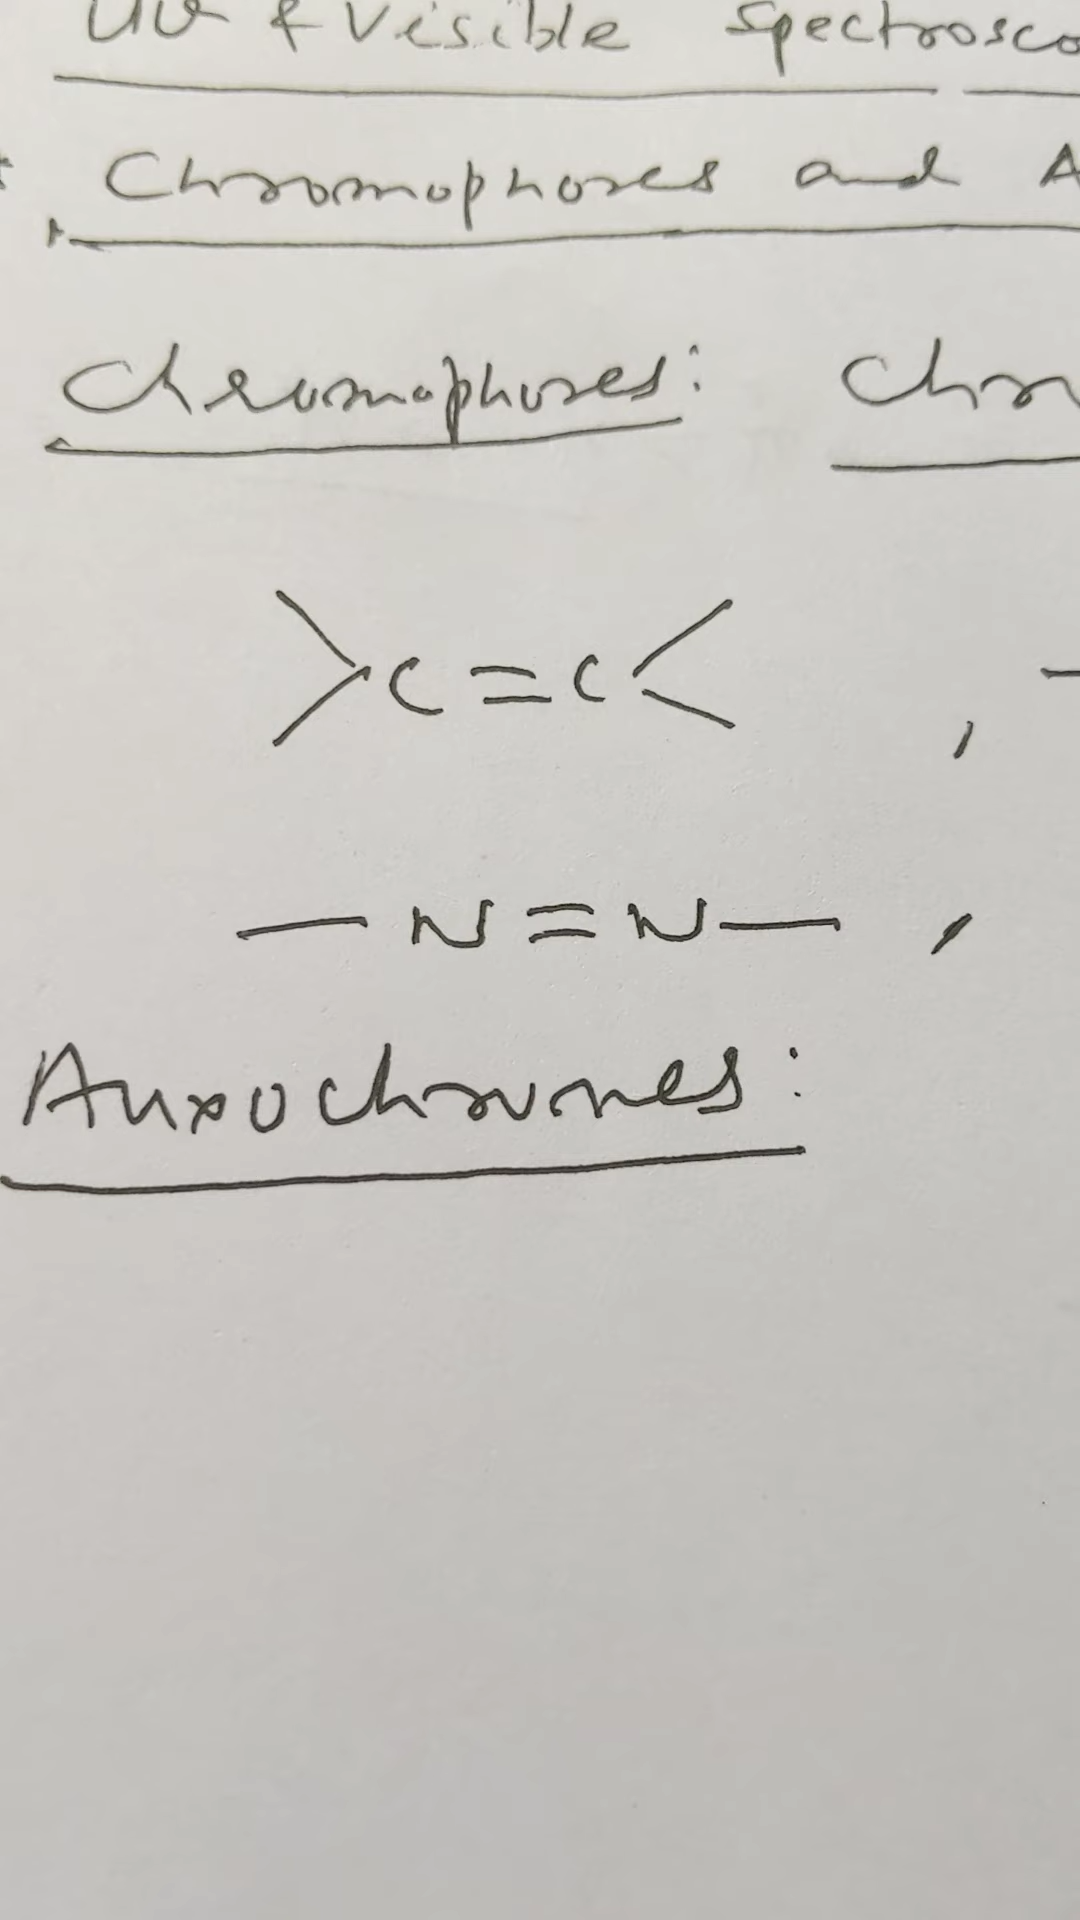 UV & Visible Spectrosco
Chromophores and A
Chromophores: Chro
>C=C< , -
-N=N- ,
Auxochromes: